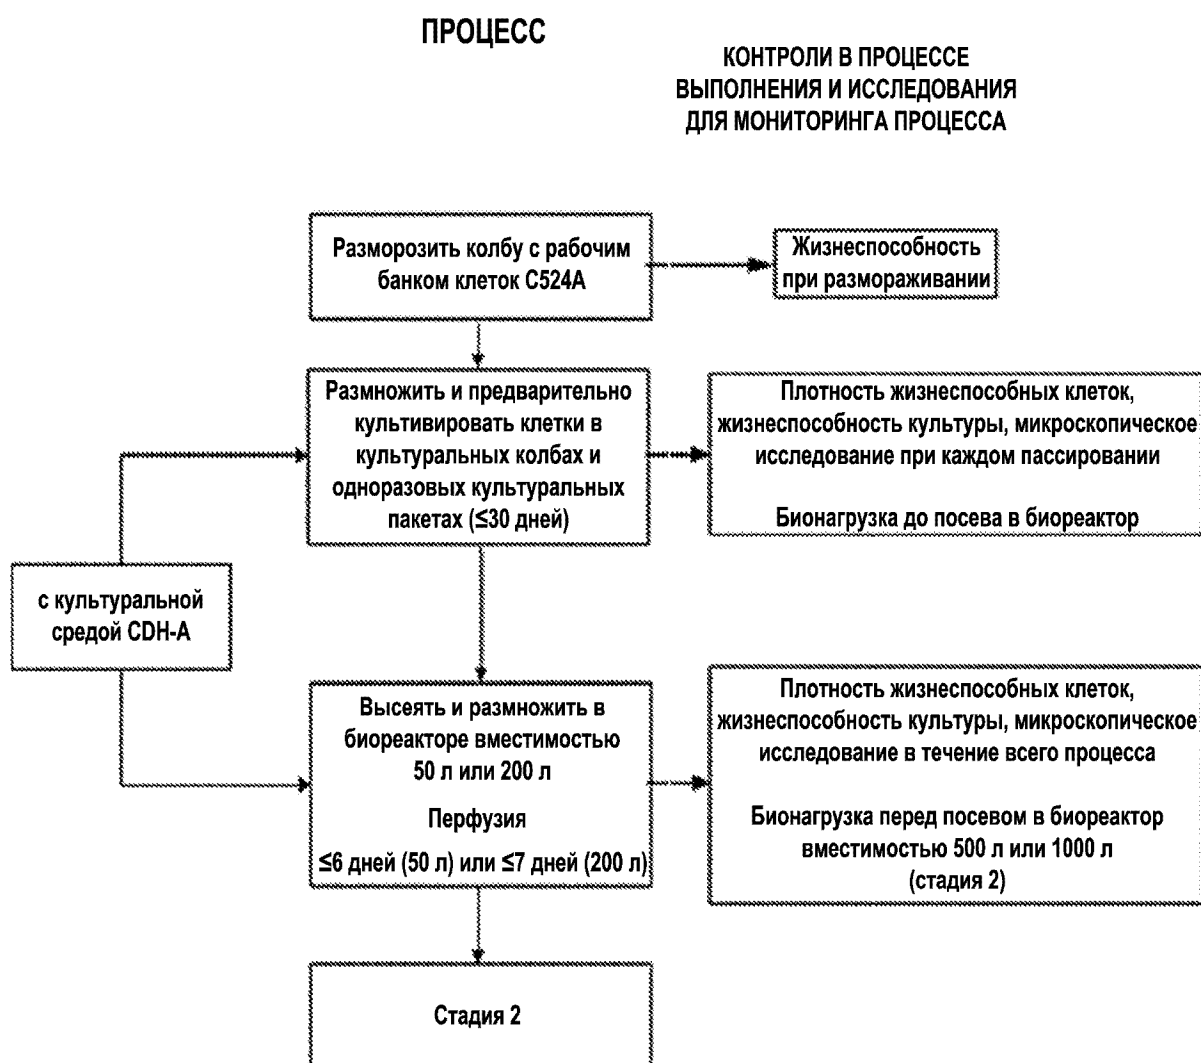 ПРОЦЕСС
КОНТРОЛИ В ПРОЦЕССЕ
ВЫПОЛНЕНИЯ И ИССЛЕДОВАНИЯ
ДЛЯ МОНИТОРИНГА ПРОЦЕССА
Разморозить колбу с рабочим
банком клеток C524A
Жизнеспособность
при размораживании
Размножить и предварительно
культивировать клетки в
культуральных колбах и
одноразовых культуральных
пакетах (≤30 дней)
Плотность жизнеспособных клеток,
жизнеспособность культуры, микроскопическое
исследование при каждом пассировании
Бионагрузка до посева в биореактор
с культуральной
средой CDH-A
Высеять и размножить в
биореакторе вместимостью
50 л или 200 л
Перфузия
≤6 дней (50 л) или ≤7 дней (200 л)
Плотность жизнеспособных клеток,
жизнеспособность культуры, микроскопическое
исследование в течение всего процесса
Бионагрузка перед посевом в биореактор
вместимостью 500 л или 1000 л
(стадия 2)
Стадия 2